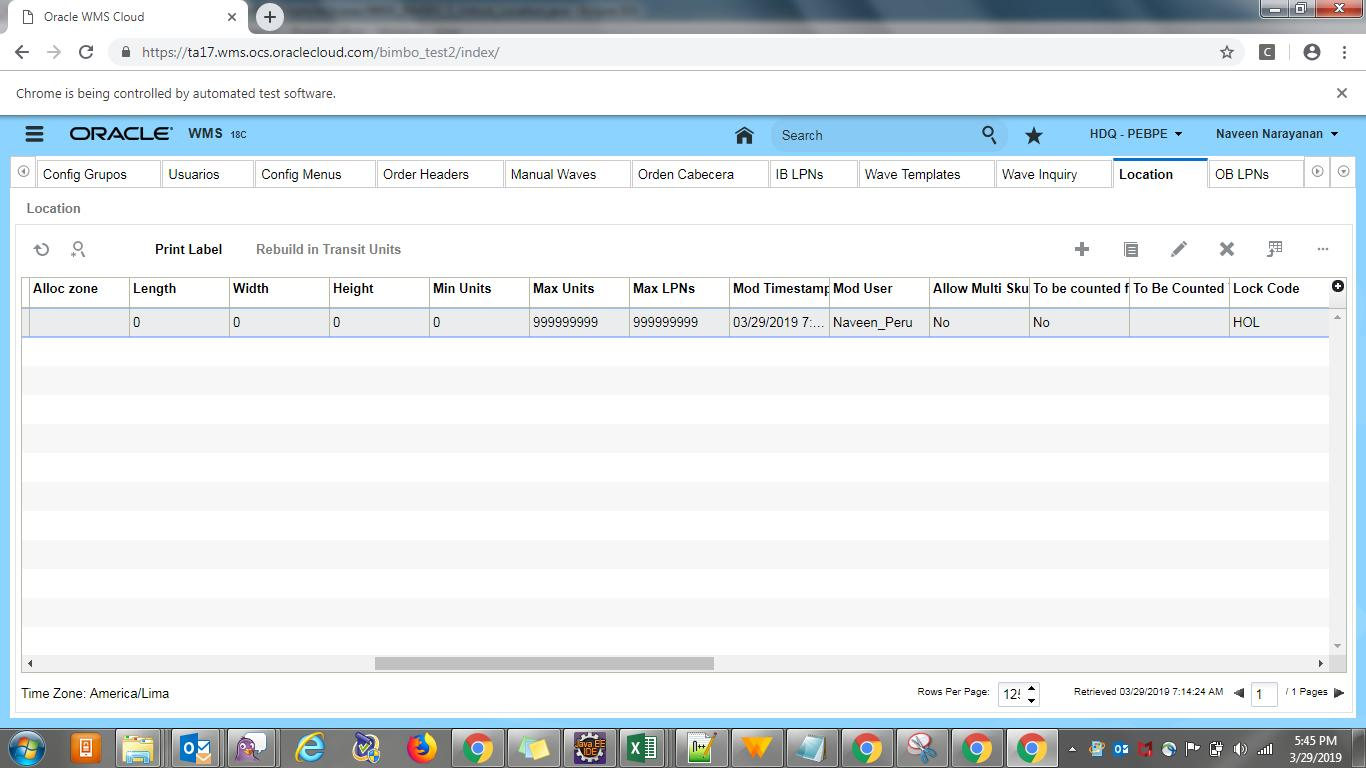 Oracle WMS Cloud
https://ta17.wms.ocs.oraclecloud.com/bimbo_test2/index/
C
Chrome is being controlled by automated test software.
ORACLE WMS 18C
Search
HDQ - PEBPE
Naveen Narayanan
Config Grupos
Usuarios
Config Menus
Order Headers
Manual Waves
Orden Cabecera
IB LPNs
Wave Templates
Wave Inquiry
Location
OB LPNs
Location
Print Label
Rebuild in Transit Units
Alloc zone Length Width Height Min Units Max Units Max LPNs Mod Timestamp Mod User Allow Multi Sku To be counted f To Be Counted Lock Code
0 0 0 0 999999999 999999999 03/29/2019 7:... Naveen_Peru No No HOL
Time Zone: America/Lima
Rows Per Page: 125
Retrieved 03/29/2019 7:14:24 AM
1 / 1 Pages
Java EE
IDE
5:45 PM
3/29/2019